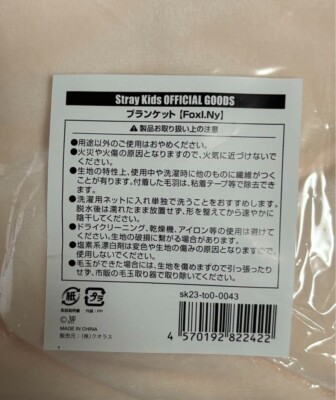 Stray Kids OFFICIAL GOODS
ブランケット【FoxI.Ny】
⚠ 製品お取り扱い上の注意
●用途以外のご使用はおやめください。
●火災や火傷の原因となりますので、火気に近づけないでください。
●生地の特性上、使用中や洗濯時に他のものに繊維がつくことが有ります。付着した毛羽は、粘着テープ等で除去できます。
●洗濯用ネットに入れ単独で洗うことをおすすめします。
脱水後は濡れたまま放置せず、形を整えてから速やかに陰干してください。
●ドライクリーニング、乾燥機、アイロン等の使用は避けてください。生地の破損に繋がる場合があります。
●塩素系漂白剤は変色や生地の傷みの原因となりますので、使用しないでください。
●毛玉ができた場合には、生地を傷めますので引っ張ったりせず、市販の毛玉取り器で取り除いてください。
紙
プラ
sk23-to0-0043
MADE IN CHINA
販売元：(株)クオラス
4 570192 822422